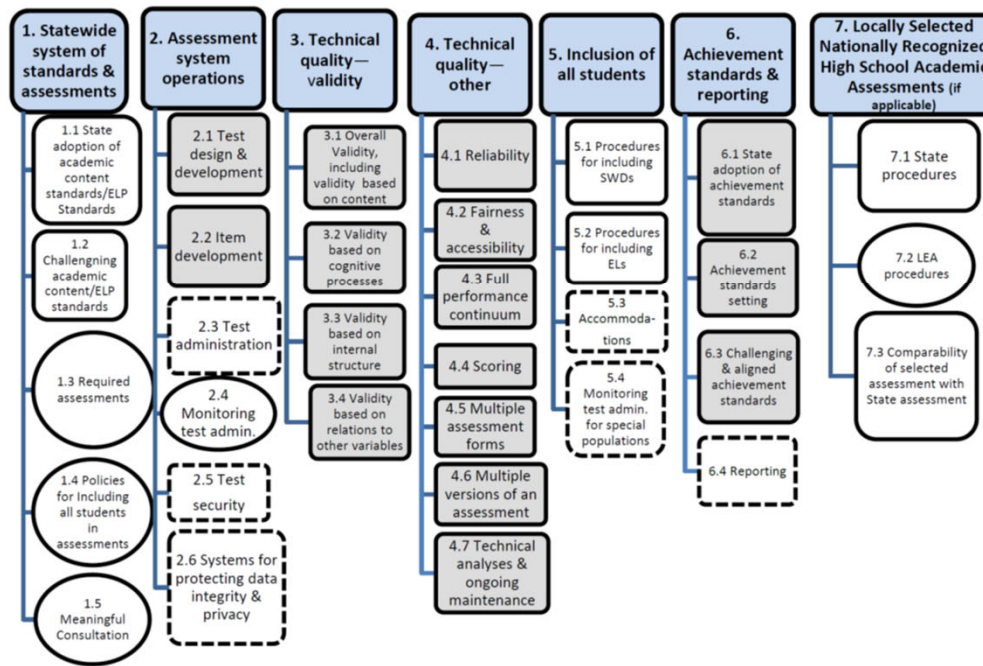 1. Statewide
system of
standards &
assessments
1.1 State
adoption of
academic
content
standards/ELP
Standards
1.2
Challengning
academic
content/ELP
standards
1.3 Required
assessments
1.4 Policies
for Including
all students
in
assessments
1.5
Meaningful
Consultation
2. Assessment
system
operations
2.1 Test
design &
development
2.2 Item
development
2.3 Test
administration
2.4
Monitoring
test admin.
2.5 Test
security
2.6 Systems for
protecting data
integrity &
privacy
3. Technical
quality—
validity
3.1 Overall
Validity,
including
validity based
on content
3.2 Validity
based on
cognitive
processes
3.3 Validity
based on
internal
structure
3.4 Validity
based on
relations to
other variables
4. Technical
quality—
other
4.1 Reliability
4.2 Fairness &
accessibility
4.3 Full
performance
continuum
4.4 Scoring
4.5 Multiple
assessment
forms
4.6 Multiple
versions of an
assessment
4.7 Technical
analyses &
ongoing
maintenance
5. Inclusion of
all students
5.1 Procedures
for including
SWDs
5.2 Procedures
for including
ELs
5.3
Accommoda-
tions
5.4
Monitoring
test admin.
for special
populations
6.
Achievement
standards &
reporting
6.1 State
adoption of
achievement
standards
6.2
Achievement
standards
setting
6.3 Challenging
& aligned
achievement
standards
6.4 Reporting
7. Locally Selected
Nationally Recognized
High School Academic
Assessments (if
applicable)
7.1 State
procedures
7.2 LEA
procedures
7.3 Comparability
of selected
assessment with
State assessment